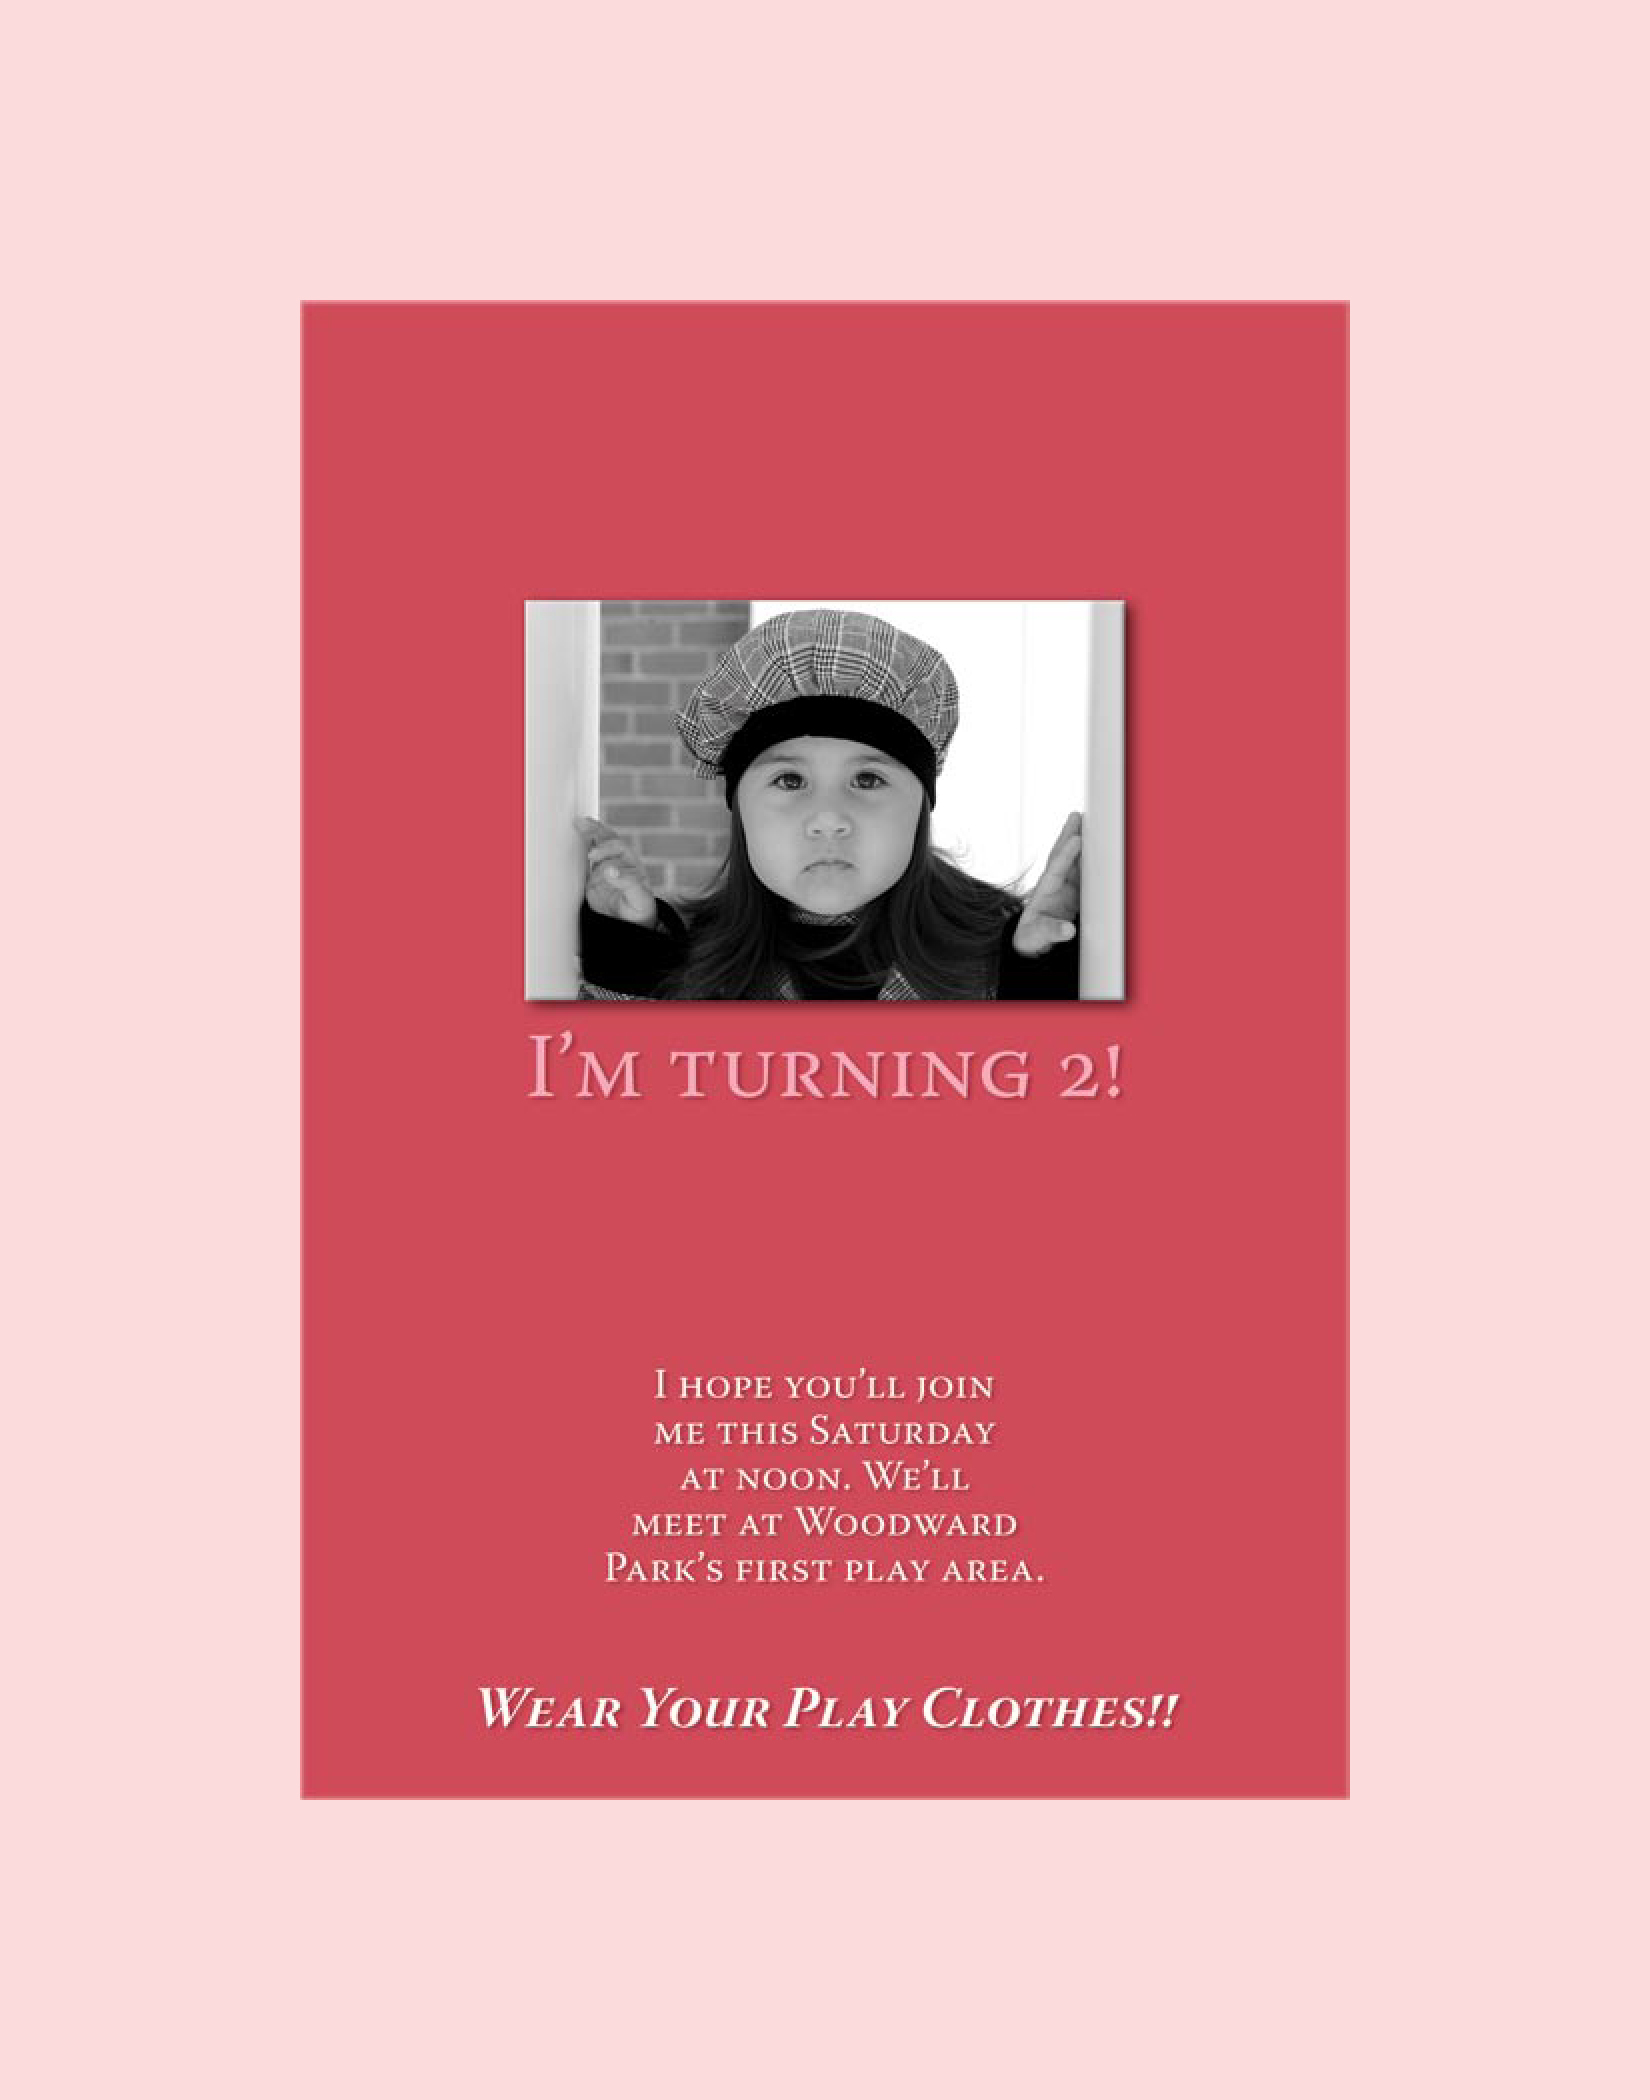 I'm turning 2!
I hope you'll join
me this Saturday
at noon. We'll
meet at Woodward
Park's first play area.
Wear Your Play Clothes!!